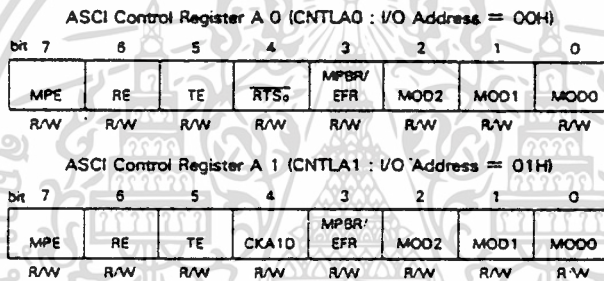 ASCI Control Register A 0 (CNTLA0 : I/O Address = 00H)
bit 7 6 5 4 3 2 1 0
MPE RE TE RTS₀ MPBR/EFR MOD2 MOD1 MOD0
R/W R/W R/W R/W R/W R/W R/W R/W
ASCI Control Register A 1 (CNTLA1 : I/O Address = 01H)
bit 7 6 5 4 3 2 1 0
MPE RE TE CKA1D MPBR/EFR MOD2 MOD1 MOD0
R/W R/W R/W R/W R/W R/W R/W R/W